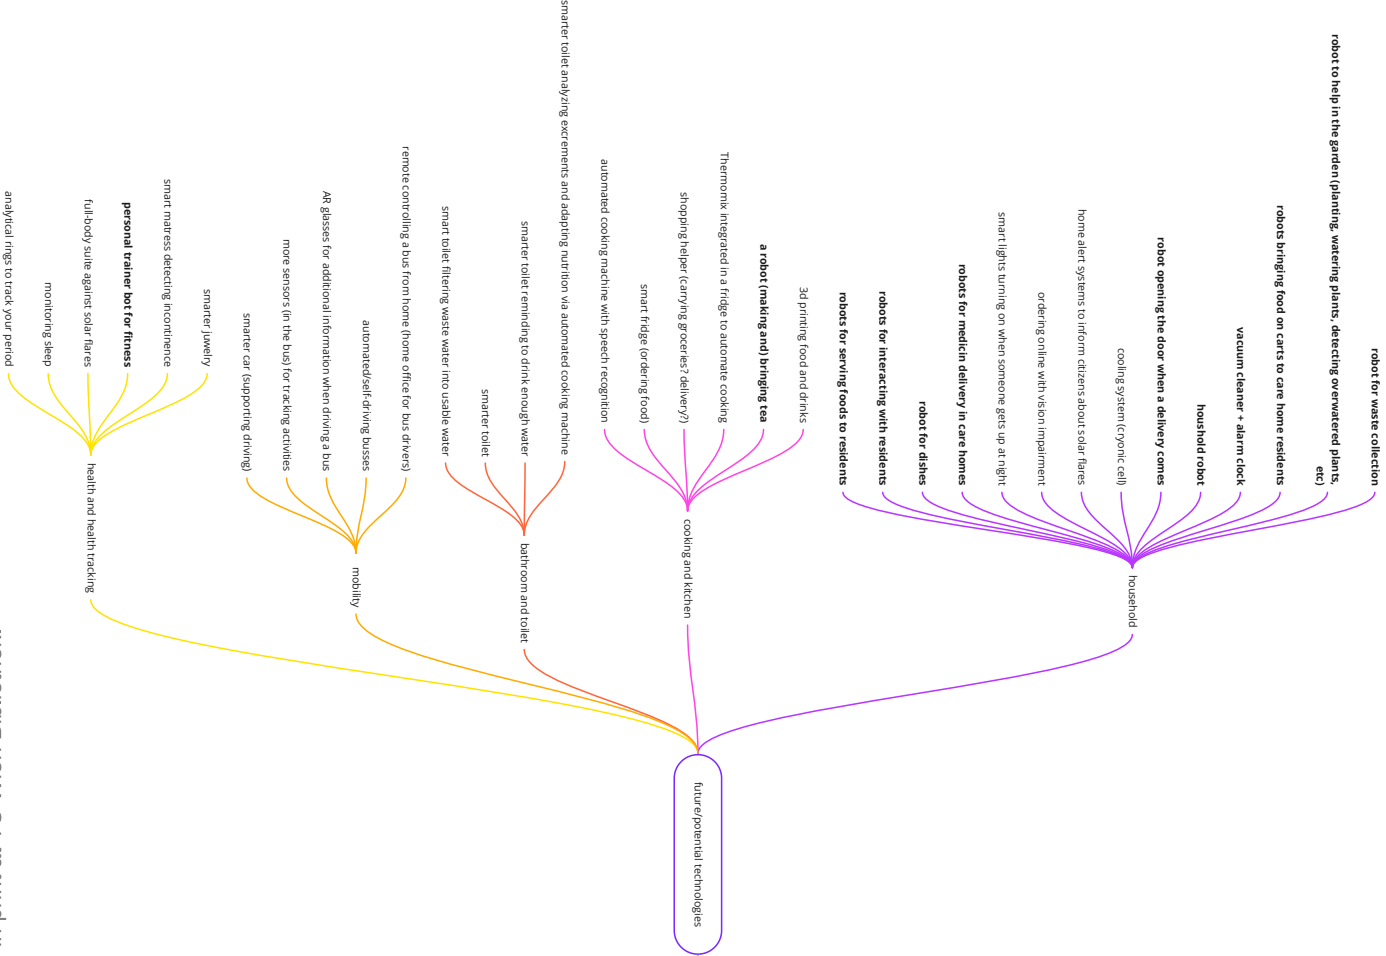 robot for waste collection
robot to help in the garden (planting, watering plants, detecting overwatered plants,
etc)
robots bringing food on carts to care home residents
vacuum cleaner + alarm clock
houshold robot
robot opening the door when a delivery comes
cooling system (cryonic cell)
home alert systems to inform citizens about solar flares
ordering online with vision impairment
smart lights turning on when someone gets up at night
robots for medicin delivery in care homes
robot for dishes
robots for interacting with residents
robots for serving foods to residents
household
3d printing food and drinks
a robot (making and) bringing tea
Thermomix integrated in a fridge to automate cooking
shopping helper (carrying groceries? delivery?)
smart fridge (ordering food)
automated cooking machine with speech recognition
cooking and kitchen
smarter toilet analyzing excrements and adapting nutrition via automated cooking machine
smarter toilet reminding to drink enough water
smarter toilet
smart toilet filtering waste water into usable water
bathroom and toilet
remote controlling a bus from home (home office for bus drivers)
automated/self-driving busses
AR glasses for additional information when driving a bus
more sensors (in the bus) for tracking activities
smarter car (supporting driving)
mobility
smarter juwelry
smart matress detecting incontinence
personal trainer bot for fitness
full-body suite against solar flares
monitoring sleep
analytical rings to track your period
health and health tracking
future/potential technologies